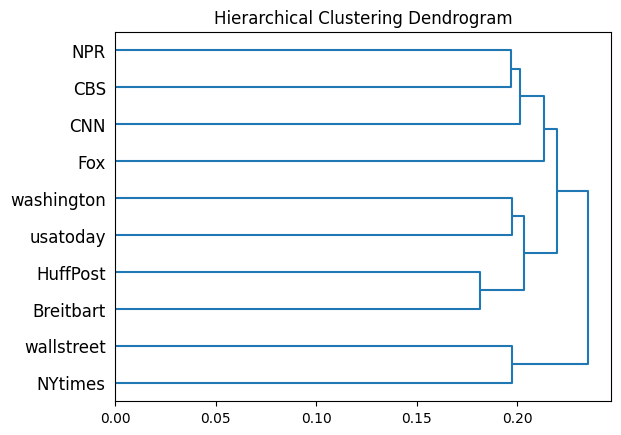 Hierarchical Clustering Dendrogram
NPR
CBS
CNN
Fox
washington
usatoday
HuffPost
Breitbart
wallstreet
NYtimes
0.00 0.05 0.10 0.15 0.20